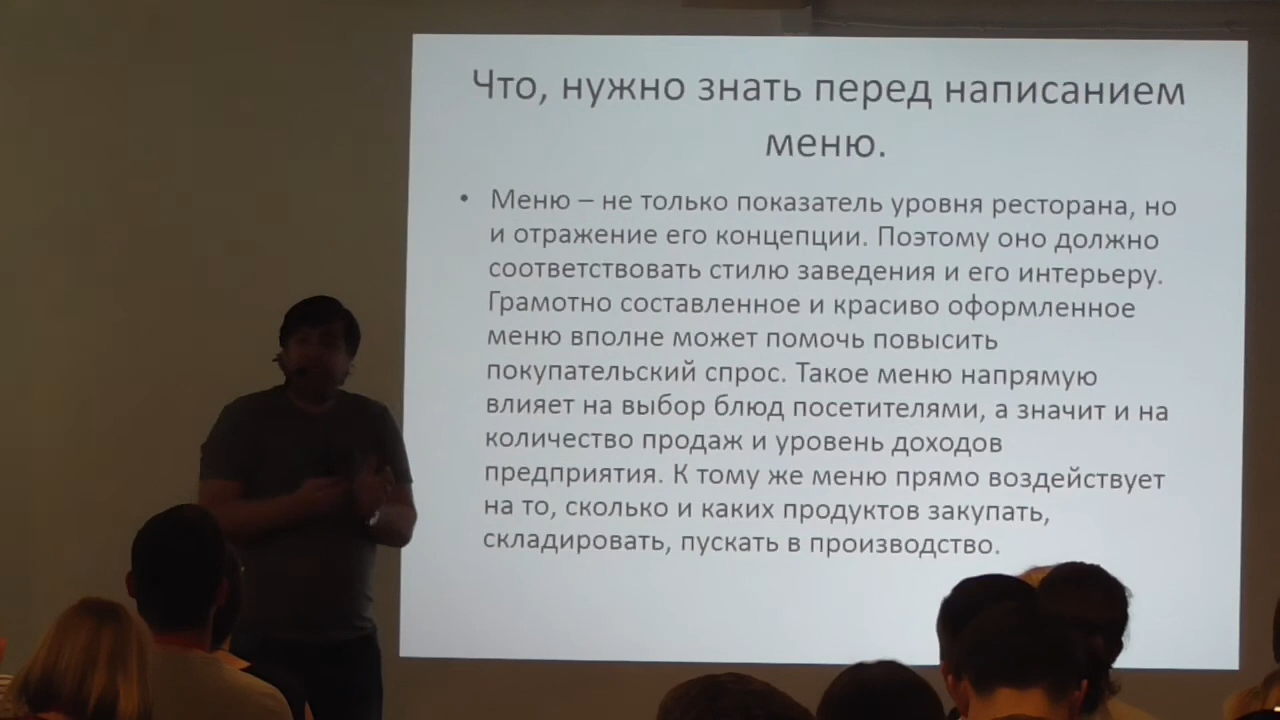 Что, нужно знать перед написанием
меню.
• Меню – не только показатель уровня ресторана, но
и отражение его концепции. Поэтому оно должно
соответствовать стилю заведения и его интерьеру.
Грамотно составленное и красиво оформленное
меню вполне может помочь повысить
покупательский спрос. Такое меню напрямую
влияет на выбор блюд посетителями, а значит и на
количество продаж и уровень доходов
предприятия. К тому же меню прямо воздействует
на то, сколько и каких продуктов закупать,
складировать, пускать в производство.